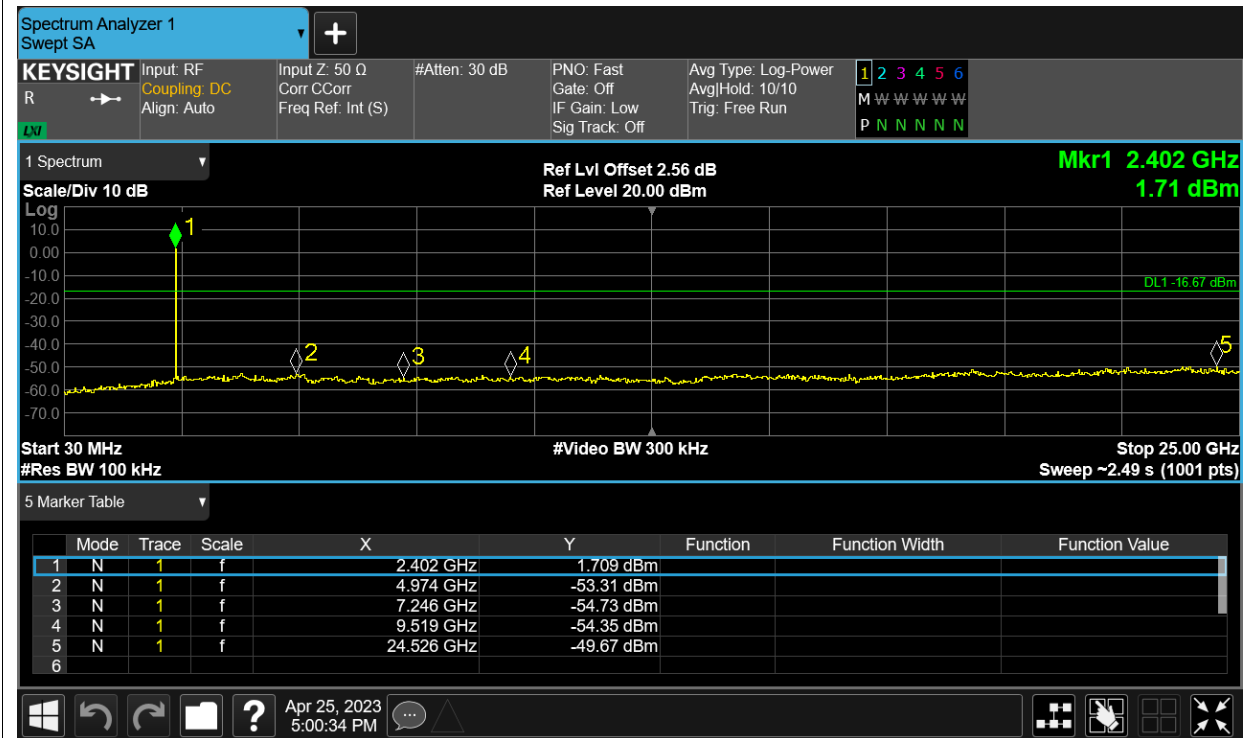 Spectrum Analyzer 1
Swept SA
+
KEYSIGHT Input: RF Input Z: 50 Ω #Atten: 30 dB PNO: Fast Avg Type: Log-Power 1 2 3 4 5 6
R Coupling: DC Corr CCorr Gate: Off Avg|Hold: 10/10 M W W W W W
Align: Auto Freq Ref: Int (S) IF Gain: Low Trig: Free Run
LXI Sig Track: Off P N N N N N
1 Spectrum Ref Lvl Offset 2.56 dB Mkr1 2.402 GHz
Scale/Div 10 dB Ref Level 20.00 dBm 1.71 dBm
Log
10.0 1
0.00
-10.0 DL1 -16.67 dBm
-20.0
-30.0
-40.0 2 3 4 5
-50.0
-60.0
-70.0
Start 30 MHz #Video BW 300 kHz Stop 25.00 GHz
#Res BW 100 kHz Sweep ~2.49 s (1001 pts)
5 Marker Table
Mode Trace Scale X Y Function Function Width Function Value
1 N 1 f 2.402 GHz 1.709 dBm
2 N 1 f 4.974 GHz -53.31 dBm
3 N 1 f 7.246 GHz -54.73 dBm
4 N 1 f 9.519 GHz -54.35 dBm
5 N 1 f 24.526 GHz -49.67 dBm
6
? Apr 25, 2023
5:00:34 PM